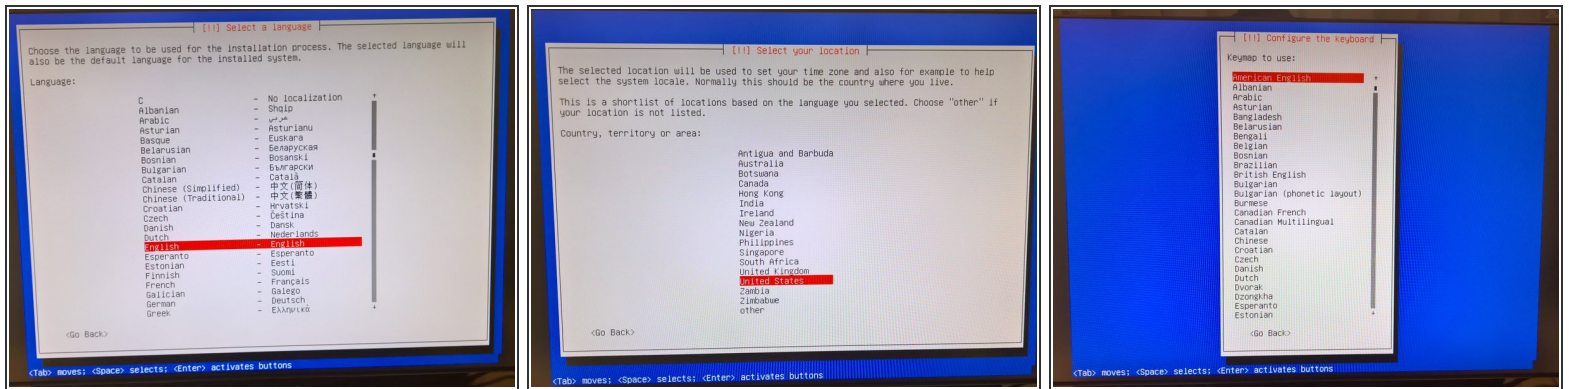 [!!] Select a language
Choose the language to be used for the installation process. The selected language will
also be the default language for the installed system.
Language:
C - No localization
Albanian - Shqip
Arabic - عربي
Asturian - Asturianu
Basque - Euskara
Belarusian - Беларуская
Bosnian - Bosanski
Bulgarian - Български
Catalan - Català
Chinese (Simplified) - 中文(简体)
Chinese (Traditional) - 中文(繁體)
Croatian - Hrvatski
Czech - Čeština
Danish - Dansk
Dutch - Nederlands
English - English
Esperanto - Esperanto
Estonian - Eesti
Finnish - Suomi
French - Français
Galician - Galego
German - Deutsch
Greek - Ελληνικά
<Go Back>
<Tab> moves; <Space> selects; <Enter> activates buttons
[!!] Select your location
The selected location will be used to set your time zone and also for example to help
select the system locale. Normally this should be the country where you live.
This is a shortlist of locations based on the language you selected. Choose "other" if
your location is not listed.
Country, territory or area:
Antigua and Barbuda
Australia
Botswana
Canada
Hong Kong
India
Ireland
New Zealand
Nigeria
Philippines
Singapore
South Africa
United Kingdom
United States
Zambia
Zimbabwe
other
<Go Back>
<Tab> moves; <Space> selects; <Enter> activates buttons
[!!] Configure the keyboard
Keymap to use:
American English
Albanian
Arabic
Asturian
Bangladesh
Belarusian
Bengali
Belgian
Bosnian
Brazilian
British English
Bulgarian
Bulgarian (phonetic layout)
Burmese
Canadian French
Canadian Multilingual
Catalan
Chinese
Croatian
Czech
Danish
Dutch
Dvorak
Dzongkha
Esperanto
Estonian
<Go Back>
<Tab> moves; <Space> selects; <Enter> activates buttons